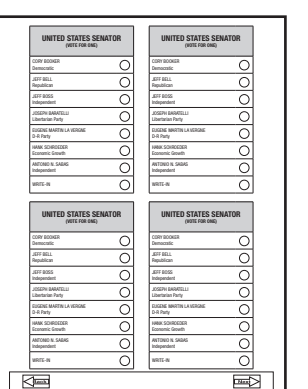 UNITED STATES SENATOR
(VOTE FOR ONE)
CORY BOOKER
Democratic
JEFF BELL
Republican
JEFF BOSS
Independent
JOSEPH BARATELLI
Libertarian Party
EUGENE MARTIN LA VERGNE
D-R Party
HANK SCHROEDER
Economic Growth
ANTONIO N. SABAS
Independent
WRITE-IN
UNITED STATES SENATOR
(VOTE FOR ONE)
CORY BOOKER
Democratic
JEFF BELL
Republican
JEFF BOSS
Independent
JOSEPH BARATELLI
Libertarian Party
EUGENE MARTIN LA VERGNE
D-R Party
HANK SCHROEDER
Economic Growth
ANTONIO N. SABAS
Independent
WRITE-IN
UNITED STATES SENATOR
(VOTE FOR ONE)
CORY BOOKER
Democratic
JEFF BELL
Republican
JEFF BOSS
Independent
JOSEPH BARATELLI
Libertarian Party
EUGENE MARTIN LA VERGNE
D-R Party
HANK SCHROEDER
Economic Growth
ANTONIO N. SABAS
Independent
WRITE-IN
UNITED STATES SENATOR
(VOTE FOR ONE)
CORY BOOKER
Democratic
JEFF BELL
Republican
JEFF BOSS
Independent
JOSEPH BARATELLI
Libertarian Party
EUGENE MARTIN LA VERGNE
D-R Party
HANK SCHROEDER
Economic Growth
ANTONIO N. SABAS
Independent
WRITE-IN